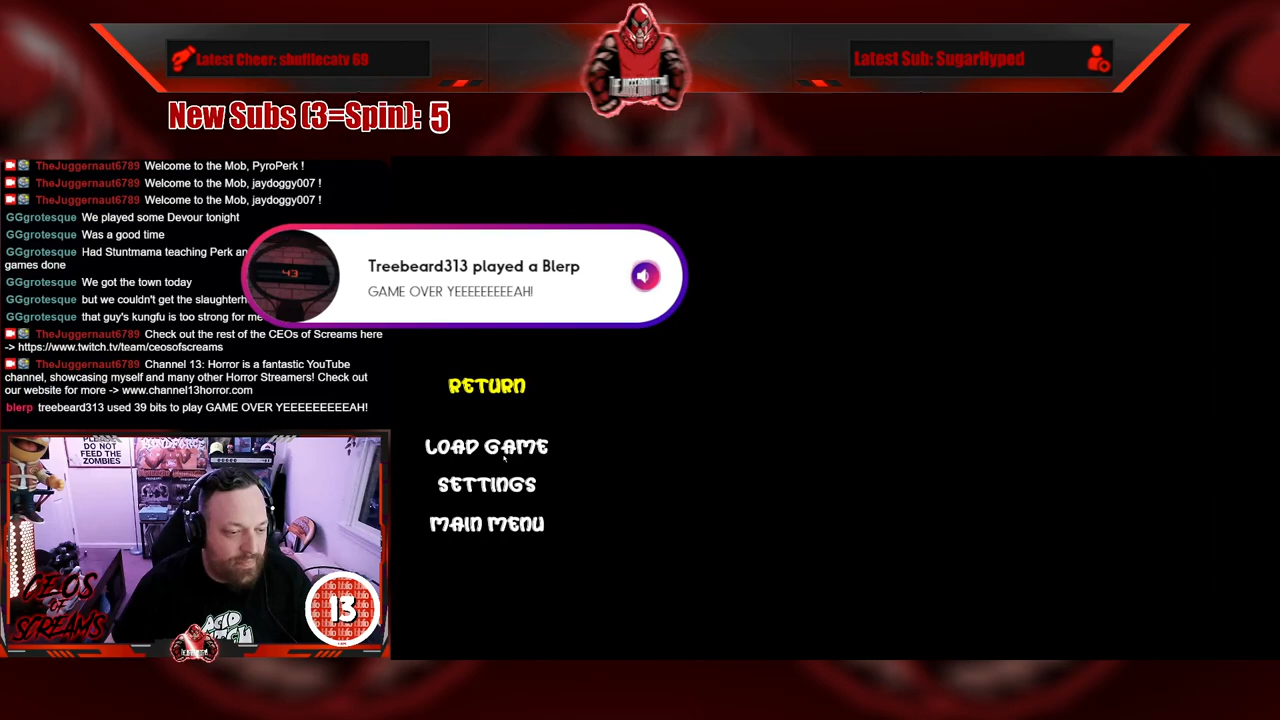 Latest Cheer: shufflecatv 69
Latest Sub: SugarHyped
New Subs (3=Spin): 5
TheJuggernaut6789 Welcome to the Mob, PyroPerk !
TheJuggernaut6789 Welcome to the Mob, jaydoggy007 !
TheJuggernaut6789 Welcome to the Mob, jaydoggy007 !
GGgrotesque We played some Devour tonight
GGgrotesque Was a good time
GGgrotesque Had Stuntmama teaching Perk an
games done
GGgrotesque We got the town today
GGgrotesque but we couldn't get the slaughterh
GGgrotesque that guy's kungfu is too strong for me
TheJuggernaut6789 Check out the rest of the CEOs of Screams here
-> https://www.twitch.tv/team/ceosofscreams
TheJuggernaut6789 Channel 13: Horror is a fantastic YouTube
channel, showcasing myself and many other Horror Streamers! Check out
our website for more -> www.channel13horror.com
blerp treebeard313 used 39 bits to play GAME OVER YEEEEEEEEEAH!
43
Treebeard313 played a Blerp
GAME OVER YEEEEEEEEEAH!
RETURN
LOAD GAME
SETTINGS
MAIN MENU
PLEASE
DO NOT
FEED THE
ZOMBIES
CEOS
OF
SCREAMS
ACID
13